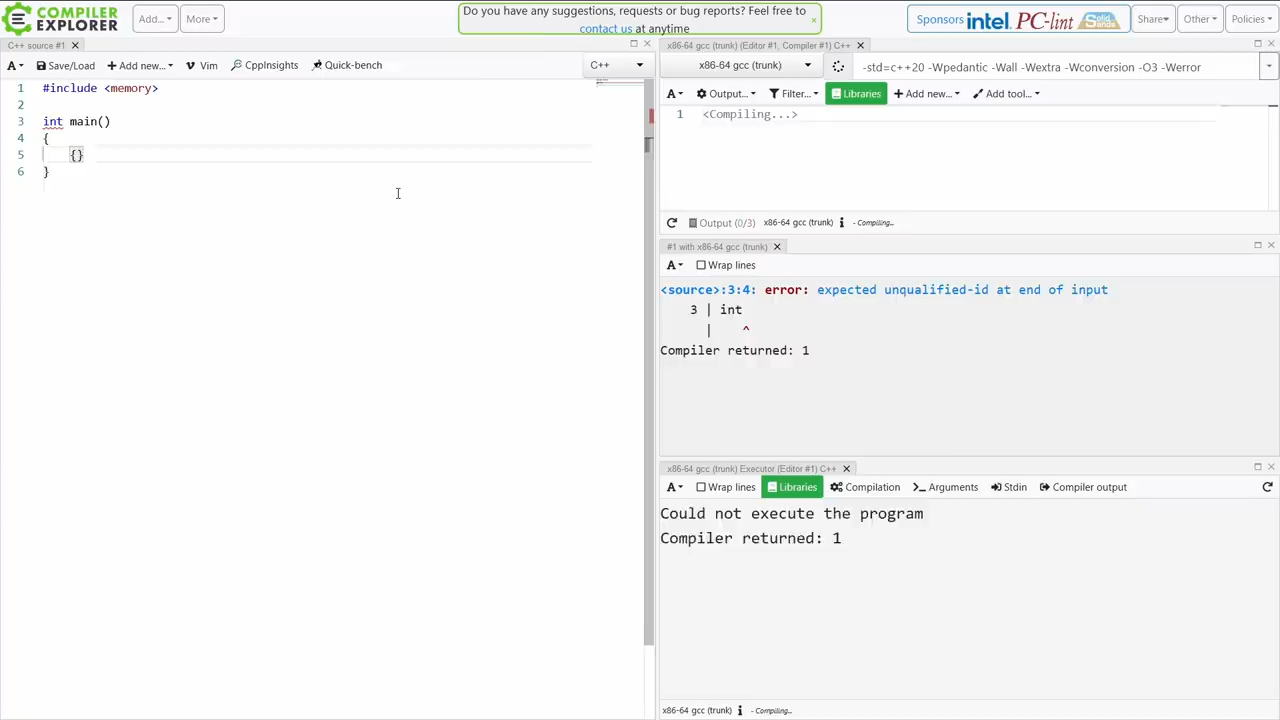 COMPILER EXPLORER
Add...
More
Do you have any suggestions, requests or bug reports? Feel free to
contact us at anytime
×
Sponsors intel. PC-lint Solid Sands
Share
Other
Policies
C++ source #1 ×
A Save/Load + Add new... Vim CppInsights Quick-bench
C++
1 #include <memory>
2
3 int main()
4 {
5 {}
6 }
x86-64 gcc (trunk) (Editor #1, Compiler #1) C++ ×
x86-64 gcc (trunk)
-std=c++20 -Wpedantic -Wall -Wextra -Wconversion -O3 -Werror
A Output... Filter... Libraries + Add new... Add tool...
1 <Compiling...>
Output (0/3) x86-64 gcc (trunk) i - Compiling...
#1 with x86-64 gcc (trunk) ×
A Wrap lines
<source>:3:4: error: expected unqualified-id at end of input
3 | int
| ^
Compiler returned: 1
x86-64 gcc (trunk) Executor (Editor #1) C++ ×
A Wrap lines Libraries Compilation >_ Arguments Stdin Compiler output
Could not execute the program
Compiler returned: 1
x86-64 gcc (trunk) i - Compiling...